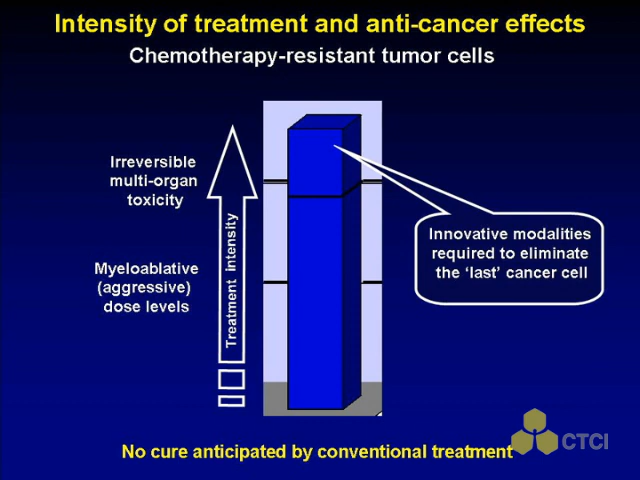 Intensity of treatment and anti-cancer effects
Chemotherapy-resistant tumor cells
Irreversible
multi-organ
toxicity
Myeloablative
(aggressive)
dose levels
Treatment intensity
Innovative modalities
required to eliminate
the ‘last’ cancer cell
No cure anticipated by conventional treatment
CTCI